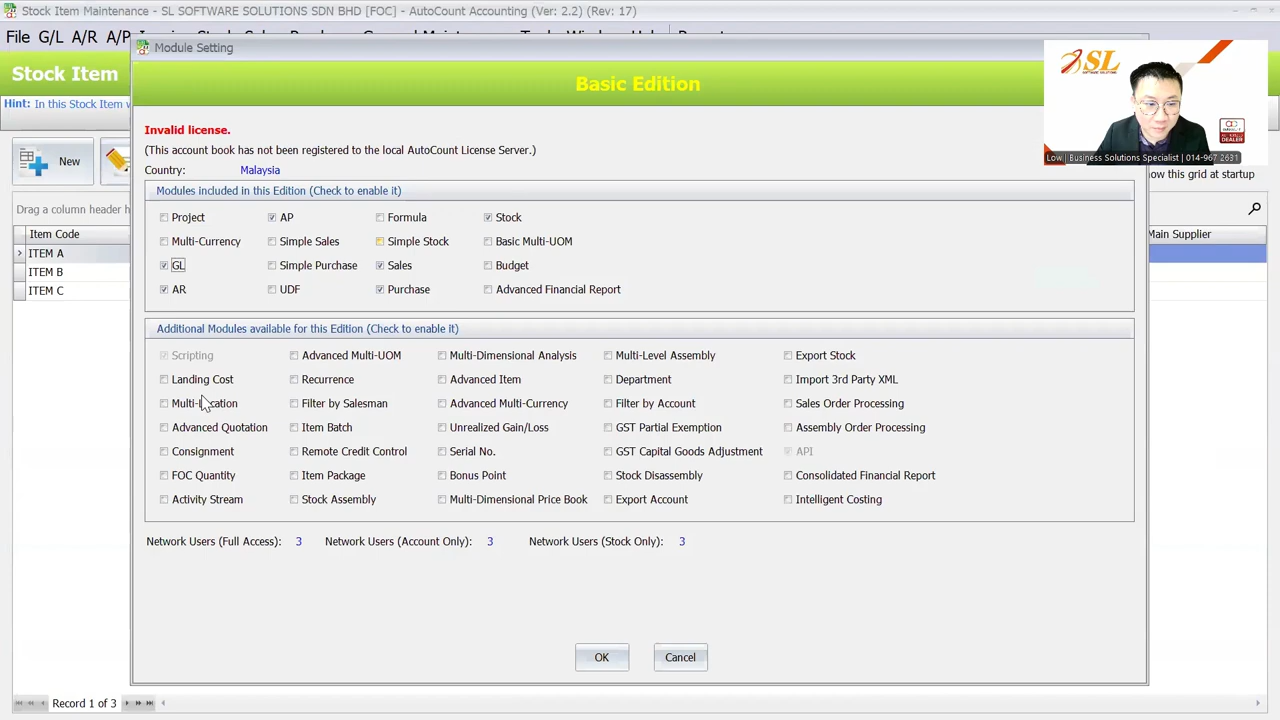 Stock Item Maintenance - SL SOFTWARE SOLUTIONS SDN BHD [FOC] - AutoCount Accounting (Ver: 2.2) (Rev: 17)
File G/L A/R A/P
Module Setting
Stock Item
Basic Edition
SL
Hint: In this Stock Item
Invalid license.
(This account book has not been registered to the local AutoCount License Server)
Low | Business Solutions Specialist | 014-967 2631
New
Country: Malaysia
how this grid at startup
Modules included in this Edition (Check to enable it)
Drag a column header h
Project AP Formula Stock
Item Code
Multi-Currency Simple Sales Simple Stock Basic Multi-UOM
Main Supplier
ITEM A
GL Simple Purchase Sales Budget
ITEM B
AR UDF Purchase Advanced Financial Report
ITEM C
Additional Modules available for this Edition (Check to enable it)
Scripting Advanced Multi-UOM Multi-Dimensional Analysis Multi-Level Assembly Export Stock
Landing Cost Recurrence Advanced Item Department Import 3rd Party XML
Multi-Location Filter by Salesman Advanced Multi-Currency Filter by Account Sales Order Processing
Advanced Quotation Item Batch Unrealized Gain/Loss GST Partial Exemption Assembly Order Processing
Consignment Remote Credit Control Serial No. GST Capital Goods Adjustment API
FOC Quantity Item Package Bonus Point Stock Disassembly Consolidated Financial Report
Activity Stream Stock Assembly Multi-Dimensional Price Book Export Account Intelligent Costing
Network Users (Full Access): 3 Network Users (Account Only): 3 Network Users (Stock Only): 3
OK Cancel
Record 1 of 3